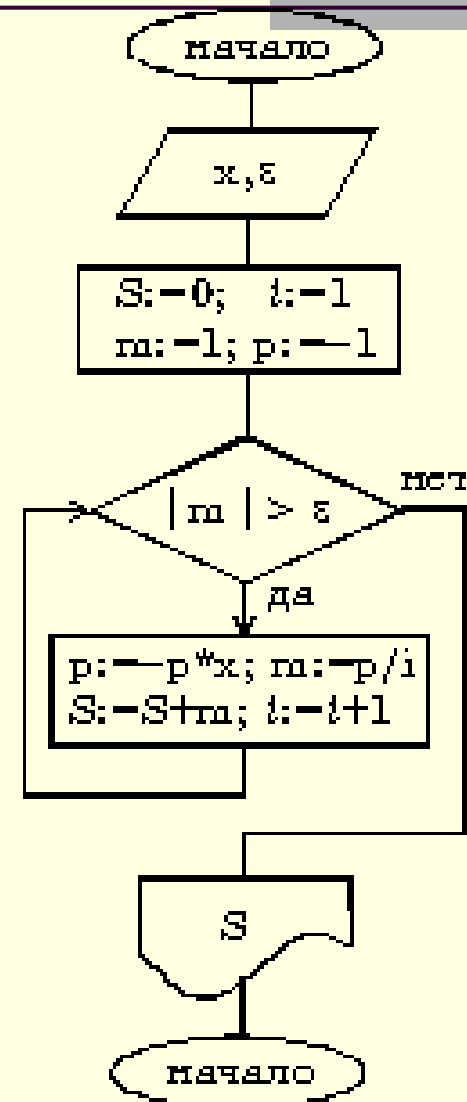 начало
x,ε
S:=0; i:=1
m:=1; p:=-1
|m| > ε
нет
да
p:=-p*x; m:=p/i
S:=S+m; i:=i+1
S
начало